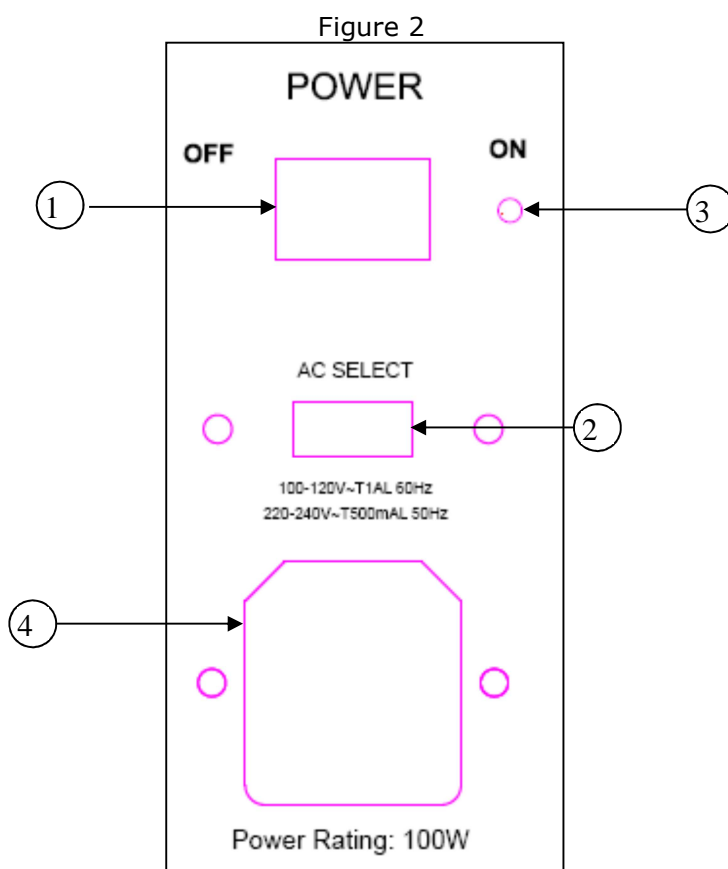 Figure 2
POWER
OFF
ON
1
3
AC SELECT
2
100-120V~T1AL 60Hz
220-240V~T500mAL 50Hz
4
Power Rating: 100W